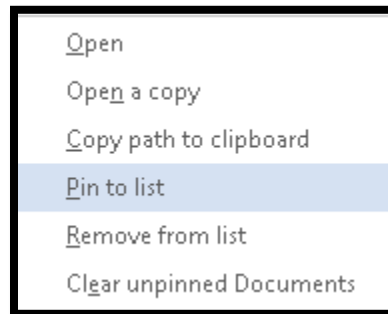 Open
Open a copy
Copy path to clipboard
Pin to list
Remove from list
Clear unpinned Documents